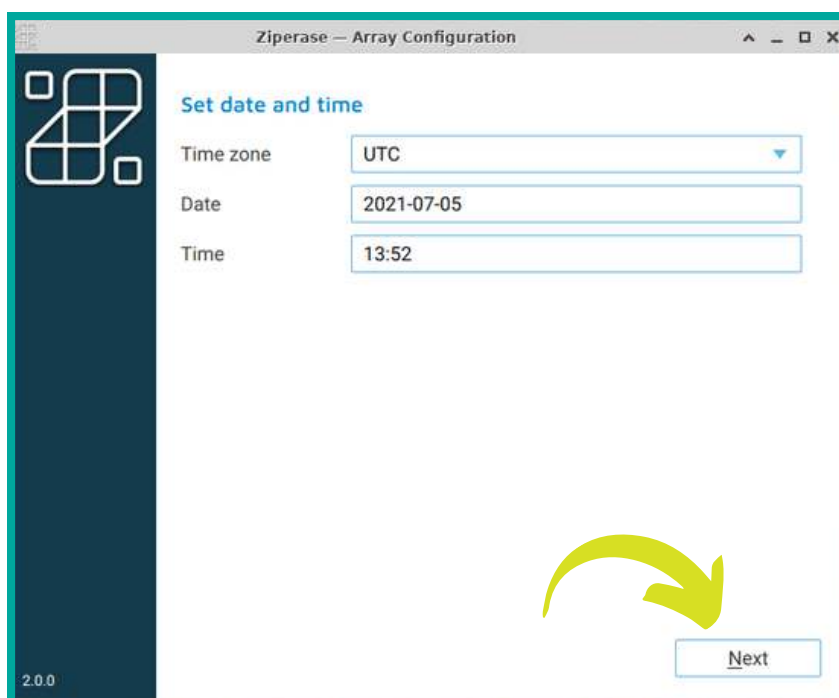 Ziperase — Array Configuration
Set date and time
Time zone UTC
Date 2021-07-05
Time 13:52
Next
2.0.0